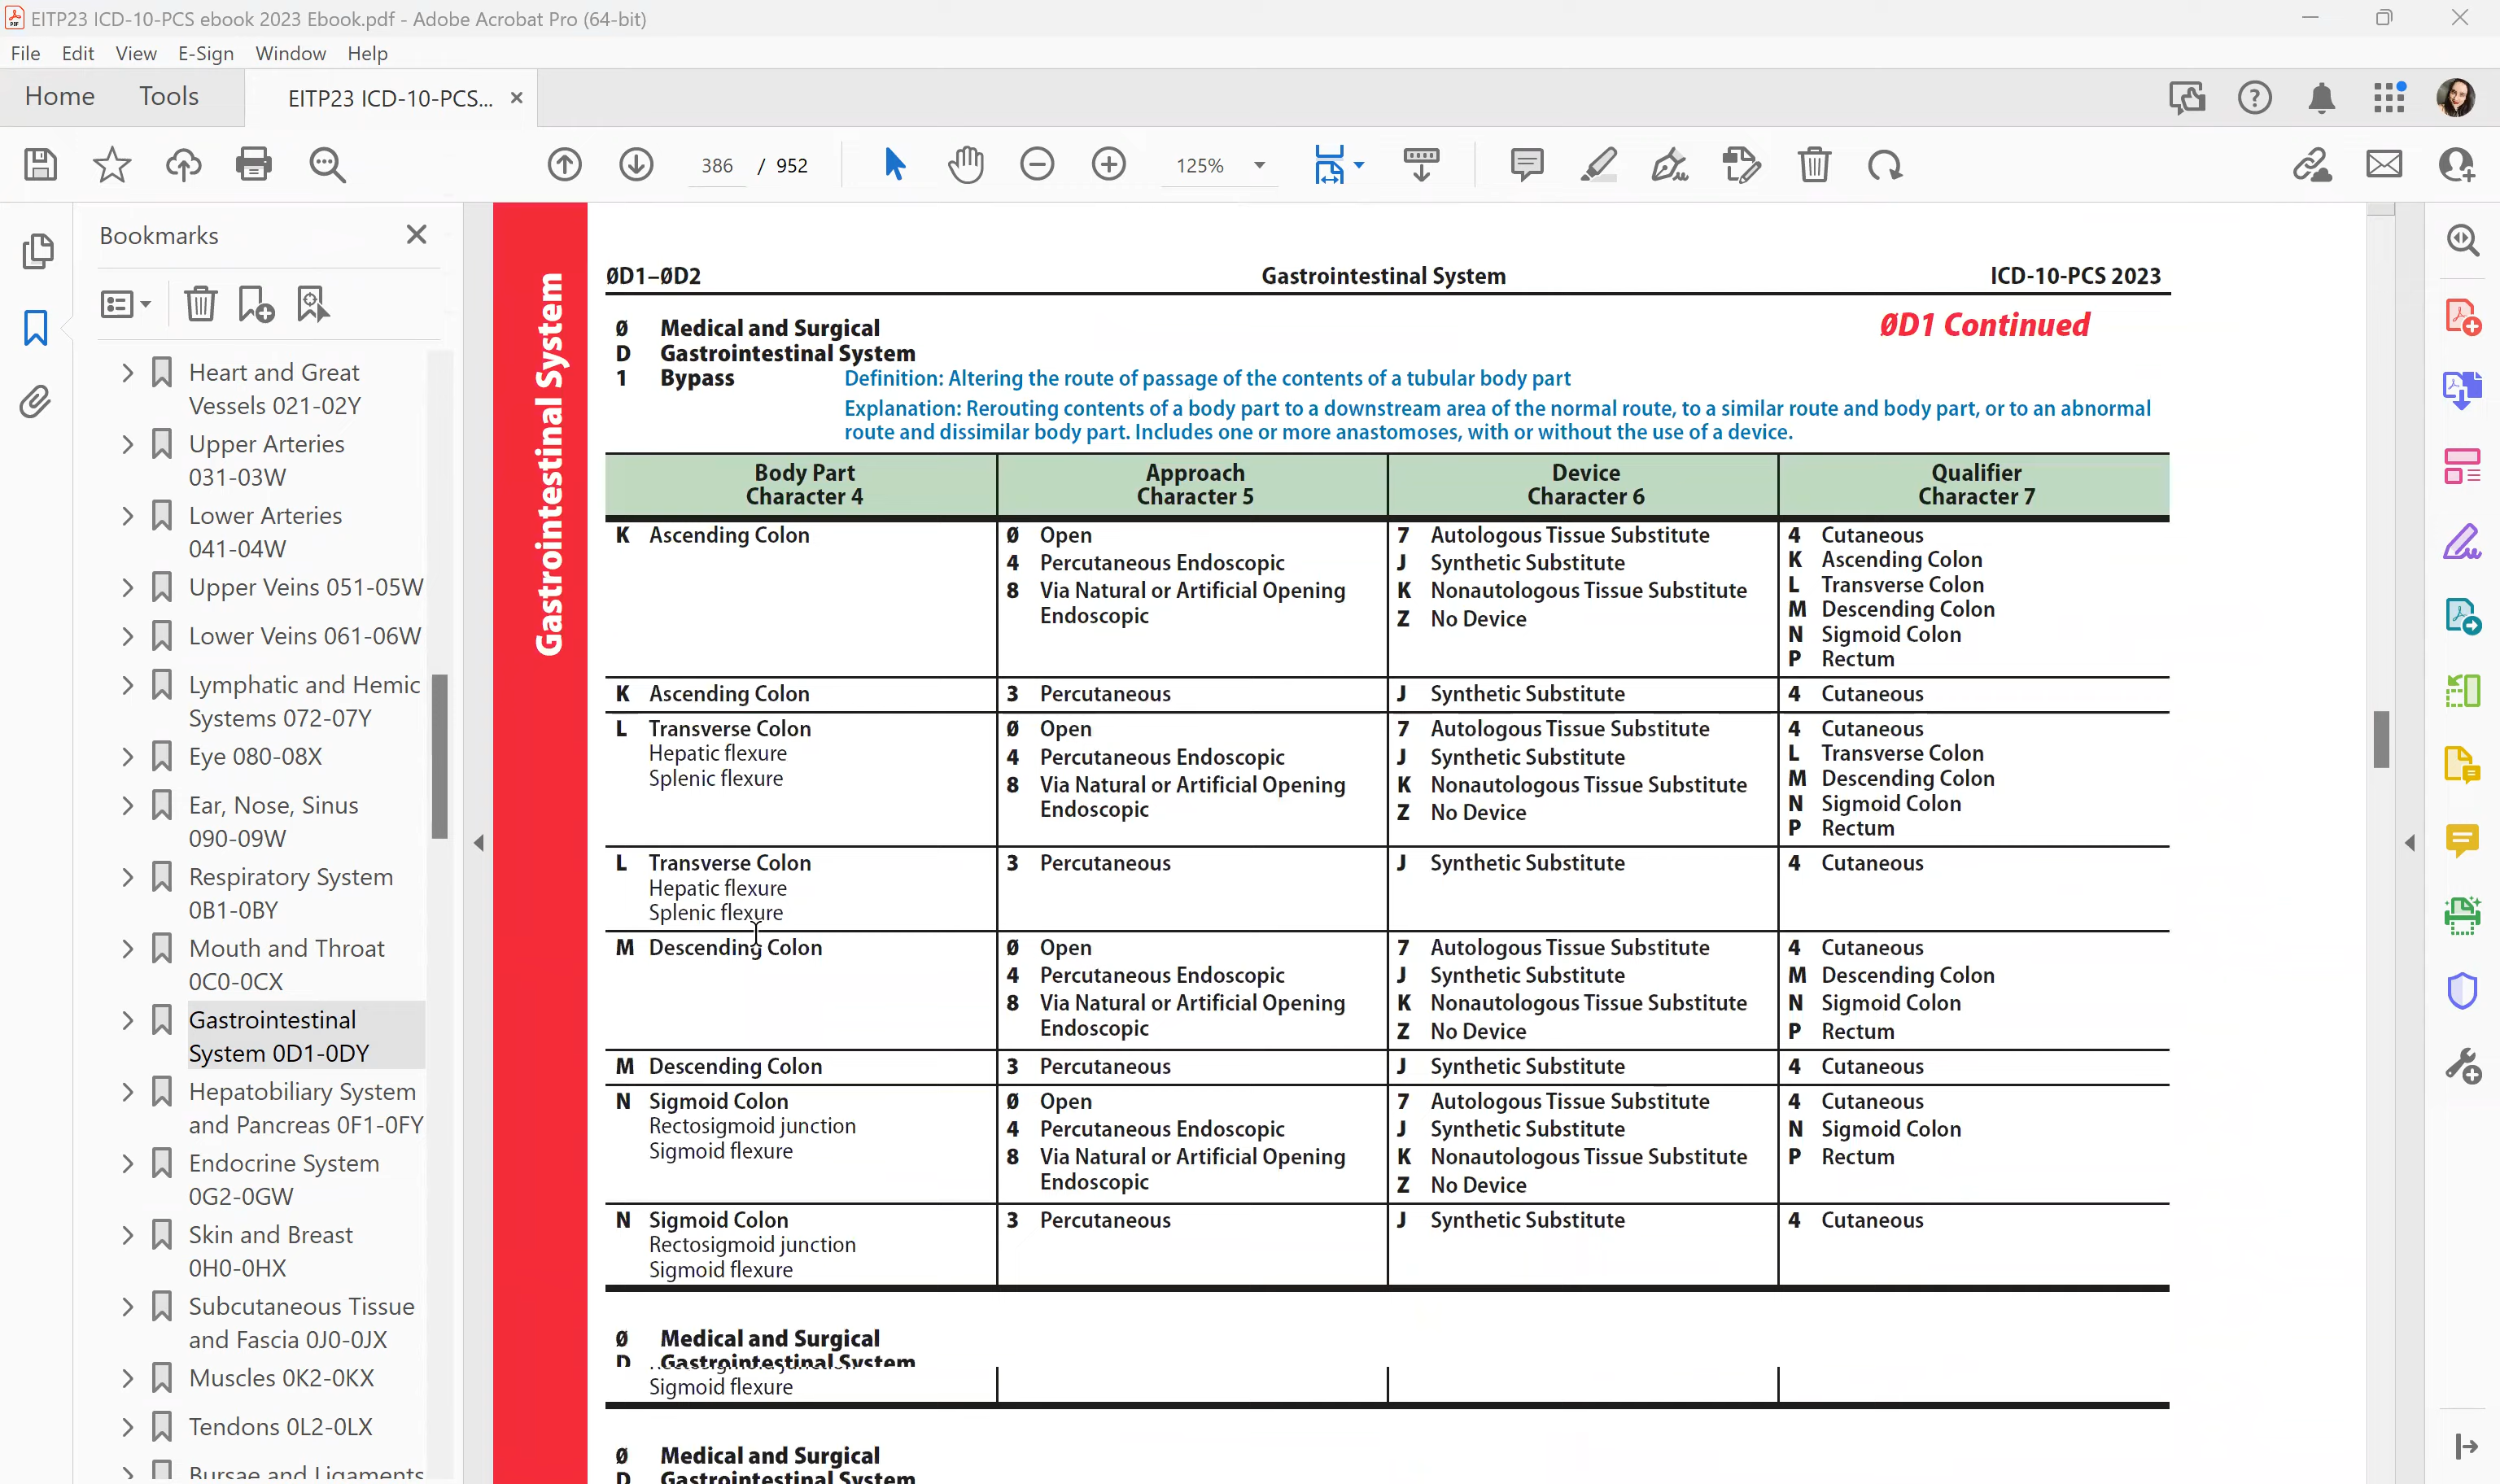 EITP23 ICD-10-PCS ebook 2023 Ebook.pdf - Adobe Acrobat Pro (64-bit)
File Edit View E-Sign Window Help
Home Tools EITP23 ICD-10-PCS... ×
386 / 952 125%
Bookmarks
Heart and Great
Vessels 021-02Y
Upper Arteries
031-03W
Lower Arteries
041-04W
Upper Veins 051-05W
Lower Veins 061-06W
Lymphatic and Hemic
Systems 072-07Y
Eye 080-08X
Ear, Nose, Sinus
090-09W
Respiratory System
0B1-0BY
Mouth and Throat
0C0-0CX
Gastrointestinal
System 0D1-0DY
Hepatobiliary System
and Pancreas 0F1-0FY
Endocrine System
0G2-0GW
Skin and Breast
0H0-0HX
Subcutaneous Tissue
and Fascia 0J0-0JX
Muscles 0K2-0KX
Tendons 0L2-0LX
Bursae and Ligaments
Gastrointestinal System
ØD1–ØD2 Gastrointestinal System ICD-10-PCS 2023
ØD1 Continued
Ø Medical and Surgical
D Gastrointestinal System
1 Bypass Definition: Altering the route of passage of the contents of a tubular body part
Explanation: Rerouting contents of a body part to a downstream area of the normal route, to a similar route and body part, or to an abnormal
route and dissimilar body part. Includes one or more anastomoses, with or without the use of a device.
Body Part Approach Device Qualifier
Character 4 Character 5 Character 6 Character 7
K Ascending Colon Ø Open 7 Autologous Tissue Substitute 4 Cutaneous
4 Percutaneous Endoscopic J Synthetic Substitute K Ascending Colon
8 Via Natural or Artificial Opening K Nonautologous Tissue Substitute L Transverse Colon
Endoscopic Z No Device M Descending Colon
N Sigmoid Colon
P Rectum
K Ascending Colon 3 Percutaneous J Synthetic Substitute 4 Cutaneous
L Transverse Colon Ø Open 7 Autologous Tissue Substitute 4 Cutaneous
Hepatic flexure 4 Percutaneous Endoscopic J Synthetic Substitute L Transverse Colon
Splenic flexure 8 Via Natural or Artificial Opening K Nonautologous Tissue Substitute M Descending Colon
Endoscopic Z No Device N Sigmoid Colon
P Rectum
L Transverse Colon 3 Percutaneous J Synthetic Substitute 4 Cutaneous
Hepatic flexure
Splenic flexure
M Descending Colon Ø Open 7 Autologous Tissue Substitute 4 Cutaneous
4 Percutaneous Endoscopic J Synthetic Substitute M Descending Colon
8 Via Natural or Artificial Opening K Nonautologous Tissue Substitute N Sigmoid Colon
Endoscopic Z No Device P Rectum
M Descending Colon 3 Percutaneous J Synthetic Substitute 4 Cutaneous
N Sigmoid Colon Ø Open 7 Autologous Tissue Substitute 4 Cutaneous
Rectosigmoid junction 4 Percutaneous Endoscopic J Synthetic Substitute N Sigmoid Colon
Sigmoid flexure 8 Via Natural or Artificial Opening K Nonautologous Tissue Substitute P Rectum
Endoscopic Z No Device
N Sigmoid Colon 3 Percutaneous J Synthetic Substitute 4 Cutaneous
Rectosigmoid junction
Sigmoid flexure
Ø Medical and Surgical
D Gastrointestinal System
Sigmoid flexure
Ø Medical and Surgical
D Gastrointestinal System